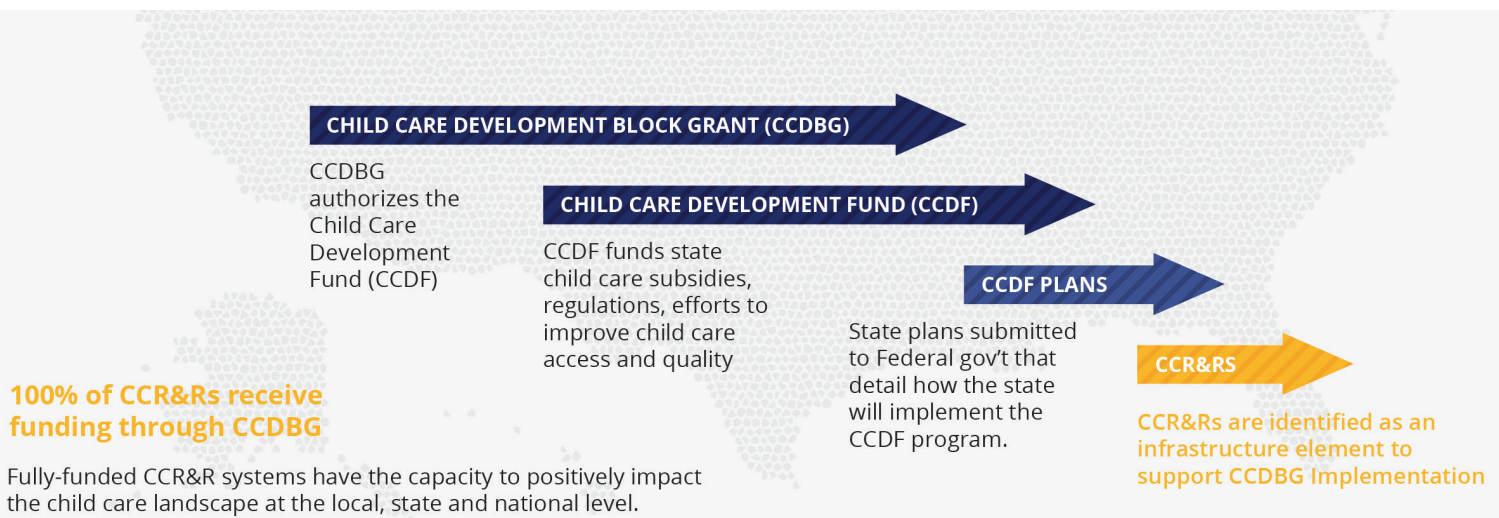 CHILD CARE DEVELOPMENT BLOCK GRANT (CCDBG)
CCDBG
authorizes the
Child Care
Development
Fund (CCDF)
CHILD CARE DEVELOPMENT FUND (CCDF)
CCDF funds state
child care subsidies,
regulations, efforts to
improve child care
access and quality
CCDF PLANS
State plans submitted
to Federal gov't that
detail how the state
will implement the
CCDF program.
CCR&RS
CCR&Rs are identified as an
infrastructure element to
support CCDBG Implementation
100% of CCR&Rs receive
funding through CCDBG
Fully-funded CCR&R systems have the capacity to positively impact
the child care landscape at the local, state and national level.